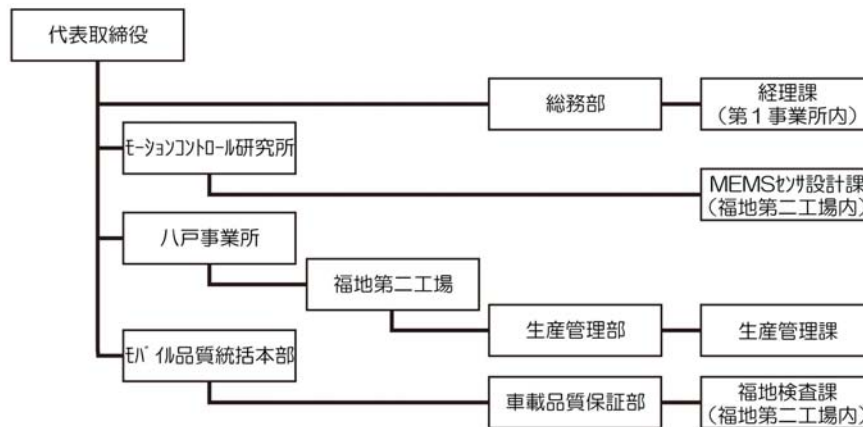 代表取締役
総務部
経理課
（第１事業所内）
ﾓｰｼｮﾝｺﾝﾄﾛｰﾙ研究所
MEMSｾﾝｻ設計課
（福地第二工場内）
八戸事業所
福地第二工場
生産管理部
生産管理課
ﾓﾊﾞｲﾙ品質統括本部
車載品質保証部
福地検査課
（福地第二工場内）